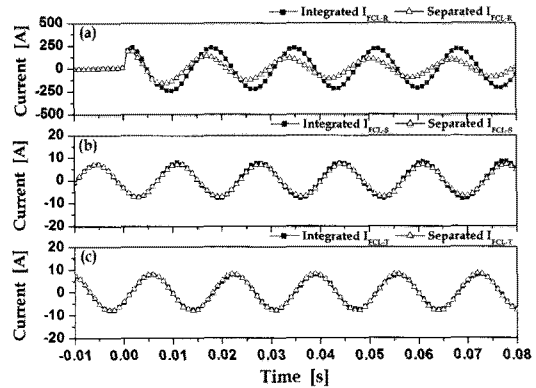 Integrated I_FCL-R Separated I_FCL-R
(a)
500
250
0
-250
-500
Current [A]
Integrated I_FCL-S Separated I_FCL-S
(b)
20
10
0
-10
-20
Current [A]
Integrated I_FCL-T Separated I_FCL-T
(c)
20
10
0
-10
-20
Current [A]
-0.01 0.00 0.01 0.02 0.03 0.04 0.05 0.06 0.07 0.08
Time [s]